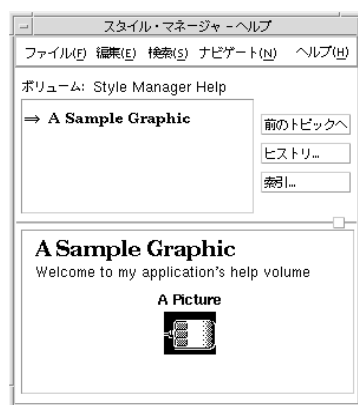 スタイル・マネージャ - ヘルプ
ファイル(F) 編集(E) 検索(S) ナビゲート(N) ヘルプ(H)
ボリューム: Style Manager Help
⇒ A Sample Graphic
前のトピックへ
ヒストリ...
索引...
A Sample Graphic
Welcome to my application's help volume
A Picture